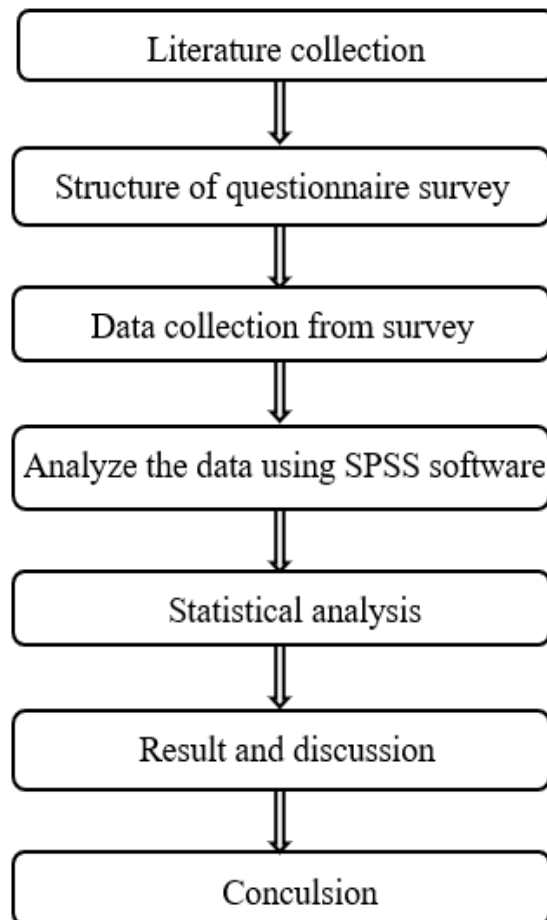 Literature collection
Structure of questionnaire survey
Data collection from survey
Analyze the data using SPSS software
Statistical analysis
Result and discussion
Conculsion